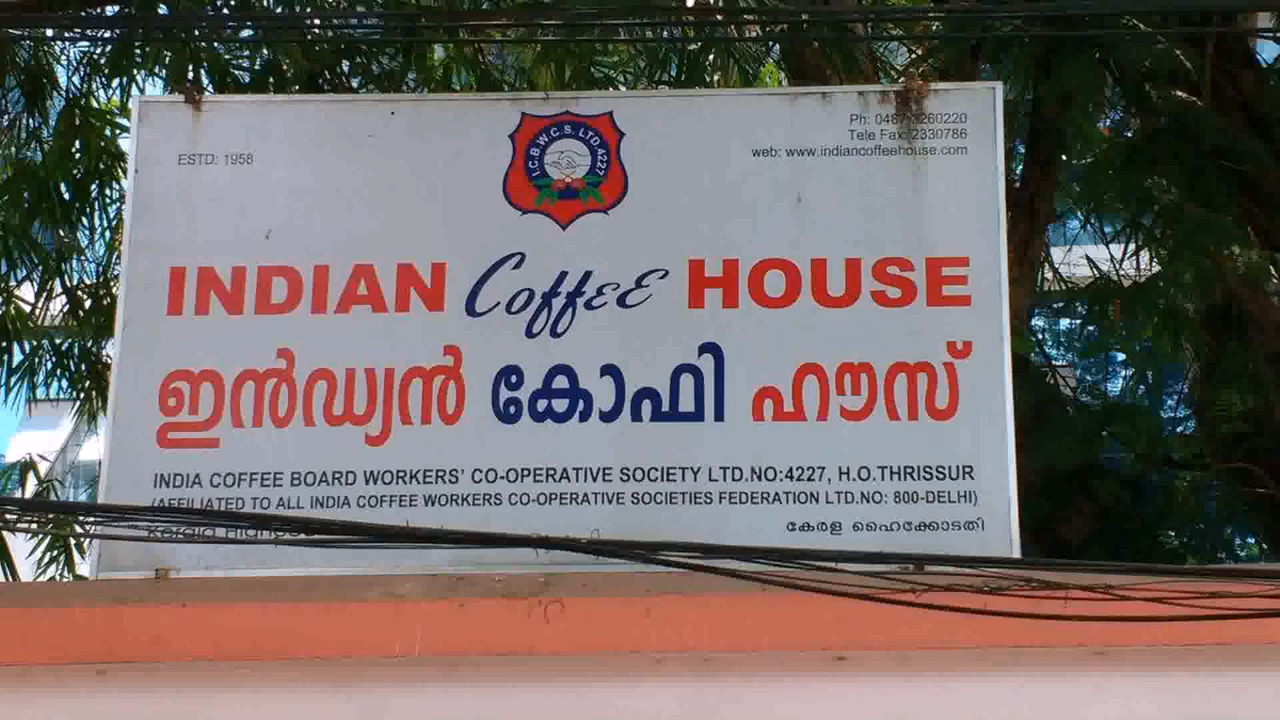 ESTD: 1958
I.C.B.W.C.S. LTD.4227
Ph: 0487 3260220
Tele Fax: 2330786
web: www.indiancoffeehouse.com
INDIAN Coffee HOUSE
ഇൻഡ്യൻ കോഫി ഹൗസ്
INDIA COFFEE BOARD WORKERS' CO-OPERATIVE SOCIETY LTD.NO:4227, H.O.THRISSUR
(AFFILIATED TO ALL INDIA COFFEE WORKERS CO-OPERATIVE SOCIETIES FEDERATION LTD.NO: 800-DELHI)
Kerala
കേരള ഹൈക്കോടതി